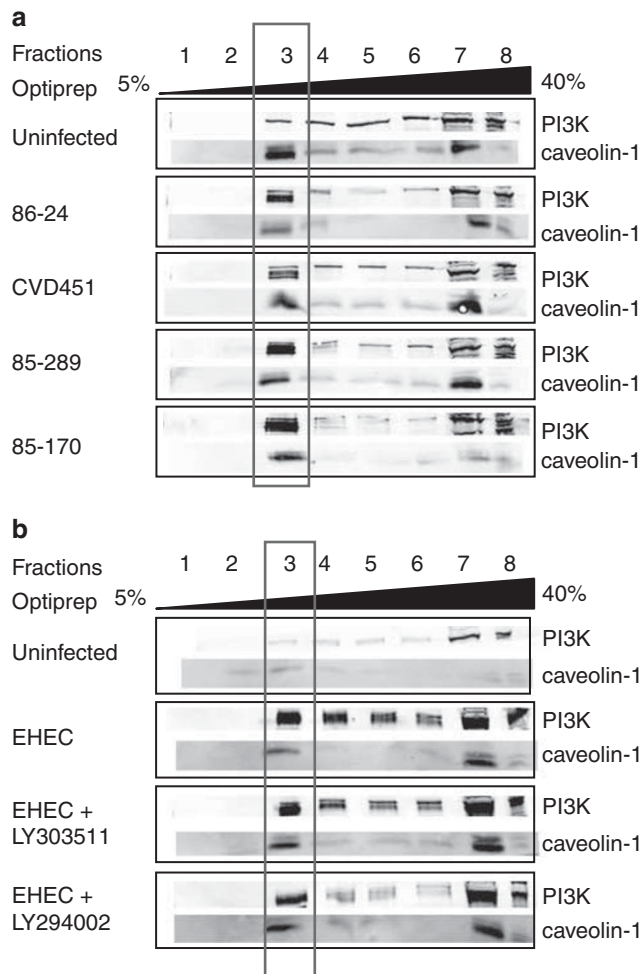 a
Fractions 1 2 3 4 5 6 7 8
Optiprep 5% 40%
Uninfected PI3K
caveolin-1
86-24 PI3K
caveolin-1
CVD451 PI3K
caveolin-1
85-289 PI3K
caveolin-1
85-170 PI3K
caveolin-1
b
Fractions 1 2 3 4 5 6 7 8
Optiprep 5% 40%
Uninfected PI3K
caveolin-1
EHEC PI3K
caveolin-1
EHEC + PI3K
LY303511 caveolin-1
EHEC + PI3K
LY294002 caveolin-1